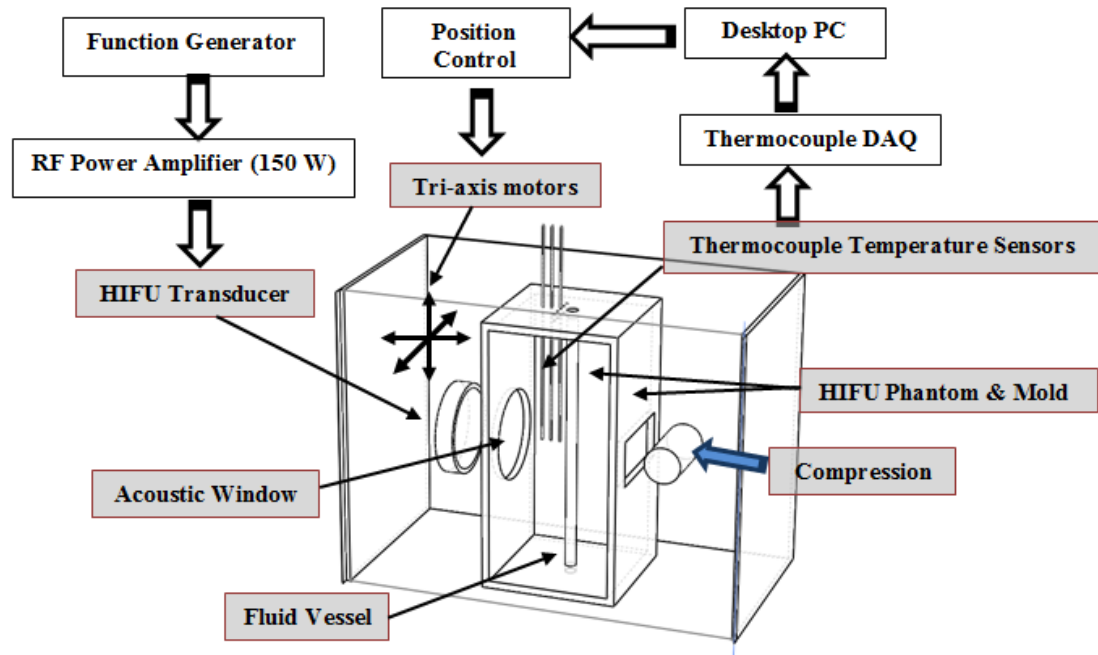 Function Generator
Position
Control
Desktop PC
RF Power Amplifier (150 W)
Thermocouple DAQ
Tri-axis motors
Thermocouple Temperature Sensors
HIFU Transducer
HIFU Phantom & Mold
Acoustic Window
Compression
Fluid Vessel